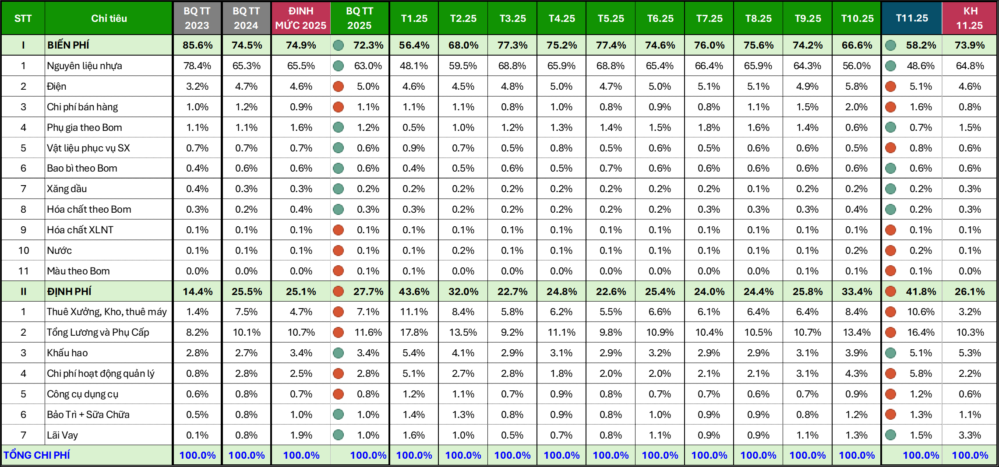 STT Chỉ tiêu BQ TT 2023 BQ TT 2024 ĐINH MỨC 2025 BQ TT 2025 T1.25 T2.25 T3.25 T4.25 T5.25 T6.25 T7.25 T8.25 T9.25 T10.25 T11.25 KH 11.25
I BIẾN PHÍ 85.6% 74.5% 74.9% 72.3% 56.4% 68.0% 77.3% 75.2% 77.4% 74.6% 76.0% 75.6% 74.2% 66.6% 58.2% 73.9%
1 Nguyên liệu nhựa 78.4% 65.3% 65.5% 63.0% 48.1% 59.5% 68.8% 65.9% 68.8% 65.4% 66.4% 65.9% 64.3% 56.0% 48.6% 64.8%
2 Điện 3.2% 4.7% 4.6% 5.0% 4.6% 4.5% 4.8% 5.0% 4.7% 5.0% 5.1% 5.1% 4.9% 5.8% 5.1% 4.6%
3 Chi phí bán hàng 1.0% 1.2% 0.9% 1.1% 1.1% 1.1% 0.8% 1.0% 0.8% 0.9% 0.8% 1.1% 1.5% 2.0% 1.6% 0.8%
4 Phụ gia theo Bom 1.1% 1.1% 1.6% 1.2% 0.5% 1.0% 1.2% 1.3% 1.4% 1.5% 1.8% 1.6% 1.4% 0.6% 0.7% 1.5%
5 Vật liệu phục vụ SX 0.7% 0.7% 0.7% 0.6% 0.9% 0.7% 0.5% 0.8% 0.5% 0.6% 0.5% 0.6% 0.6% 0.5% 0.8% 0.6%
6 Bao bì theo Bom 0.4% 0.6% 0.6% 0.6% 0.4% 0.5% 0.6% 0.5% 0.7% 0.6% 0.6% 0.6% 0.6% 0.6% 0.6% 0.6%
7 Xăng dầu 0.4% 0.3% 0.3% 0.2% 0.2% 0.2% 0.2% 0.2% 0.2% 0.2% 0.2% 0.1% 0.2% 0.2% 0.2% 0.3%
8 Hóa chất theo Bom 0.3% 0.2% 0.4% 0.3% 0.3% 0.2% 0.2% 0.2% 0.2% 0.2% 0.3% 0.3% 0.3% 0.4% 0.2% 0.3%
9 Hóa chất XLNT 0.1% 0.1% 0.1% 0.1% 0.1% 0.1% 0.1% 0.1% 0.1% 0.1% 0.1% 0.1% 0.1% 0.1% 0.1% 0.1%
10 Nước 0.1% 0.1% 0.1% 0.1% 0.1% 0.2% 0.1% 0.1% 0.1% 0.1% 0.1% 0.1% 0.1% 0.2% 0.2% 0.1%
11 Màu theo Bom 0.0% 0.0% 0.0% 0.1% 0.1% 0.0% 0.0% 0.0% 0.0% 0.0% 0.0% 0.0% 0.1% 0.1% 0.1% 0.0%
II ĐỊNH PHÍ 14.4% 25.5% 25.1% 27.7% 43.6% 32.0% 22.7% 24.8% 22.6% 25.4% 24.0% 24.4% 25.8% 33.4% 41.8% 26.1%
1 Thuê Xưởng, Kho, thuê máy 1.4% 7.5% 4.7% 7.1% 11.1% 8.4% 5.8% 6.2% 5.5% 6.6% 6.1% 6.4% 6.4% 8.4% 10.6% 3.2%
2 Tổng Lương và Phụ Cấp 8.2% 10.1% 10.7% 11.6% 17.8% 13.5% 9.2% 11.1% 9.8% 10.9% 10.4% 10.5% 10.7% 13.4% 16.4% 10.3%
3 Khấu hao 2.8% 2.7% 3.4% 3.4% 5.4% 4.1% 2.9% 3.1% 2.9% 3.2% 2.9% 2.9% 3.1% 3.9% 5.1% 5.3%
4 Chi phí hoạt động quản lý 0.8% 2.8% 2.5% 2.8% 5.1% 2.7% 2.8% 1.8% 2.0% 2.0% 2.1% 2.1% 3.1% 4.3% 5.8% 2.2%
5 Công cụ dụng cụ 0.6% 0.8% 0.7% 0.8% 1.2% 1.1% 0.7% 0.9% 0.8% 0.7% 0.7% 0.6% 0.7% 0.9% 1.2% 0.6%
6 Bảo Trì + Sữa Chữa 0.5% 0.8% 1.0% 1.0% 1.4% 1.3% 0.8% 0.9% 0.8% 1.0% 0.9% 0.9% 0.8% 1.2% 1.3% 1.1%
7 Lãi Vay 0.1% 0.8% 1.9% 1.0% 1.6% 1.0% 0.5% 0.7% 0.8% 1.1% 0.9% 0.9% 1.1% 1.3% 1.5% 3.3%
TỔNG CHI PHÍ 100.0% 100.0% 100.0% 100.0% 100.0% 100.0% 100.0% 100.0% 100.0% 100.0% 100.0% 100.0% 100.0% 100.0% 100.0% 100.0%